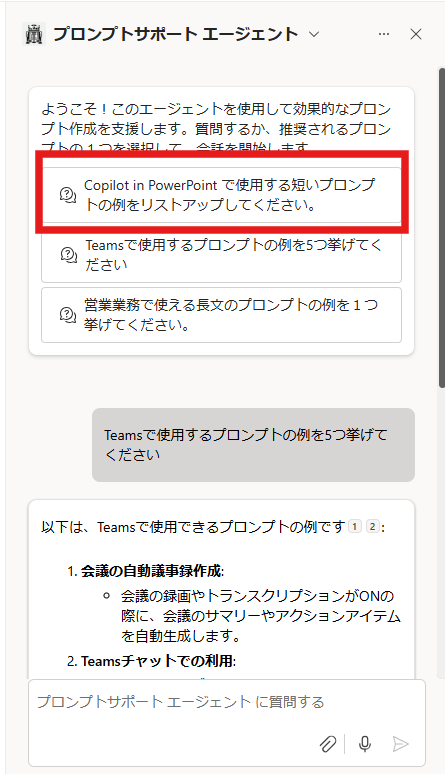 プロンプトサポート エージェント
ようこそ！このエージェントを使用して効果的なプロン
プト作成を支援します。質問するか、推奨されるプロン
プトの１つを選択して、会話を開始します
Copilot in PowerPoint で使用する短いプロンプ
トの例をリストアップしてください。
Teamsで使用するプロンプトの例を5つ挙げてく
ださい
営業業務で使える長文のプロンプトの例を１つ
挙げてください。
Teamsで使用するプロンプトの例を5つ挙げて
ください
以下は、Teamsで使用できるプロンプトの例です 1 2 :
1. 会議の自動議事録作成:
会議の録画やトランスクリプションがONの
際に、会議のサマリーやアクションアイテム
を自動生成します。
2. Teamsチャットでの利用:
プロンプトサポート エージェント に質問する